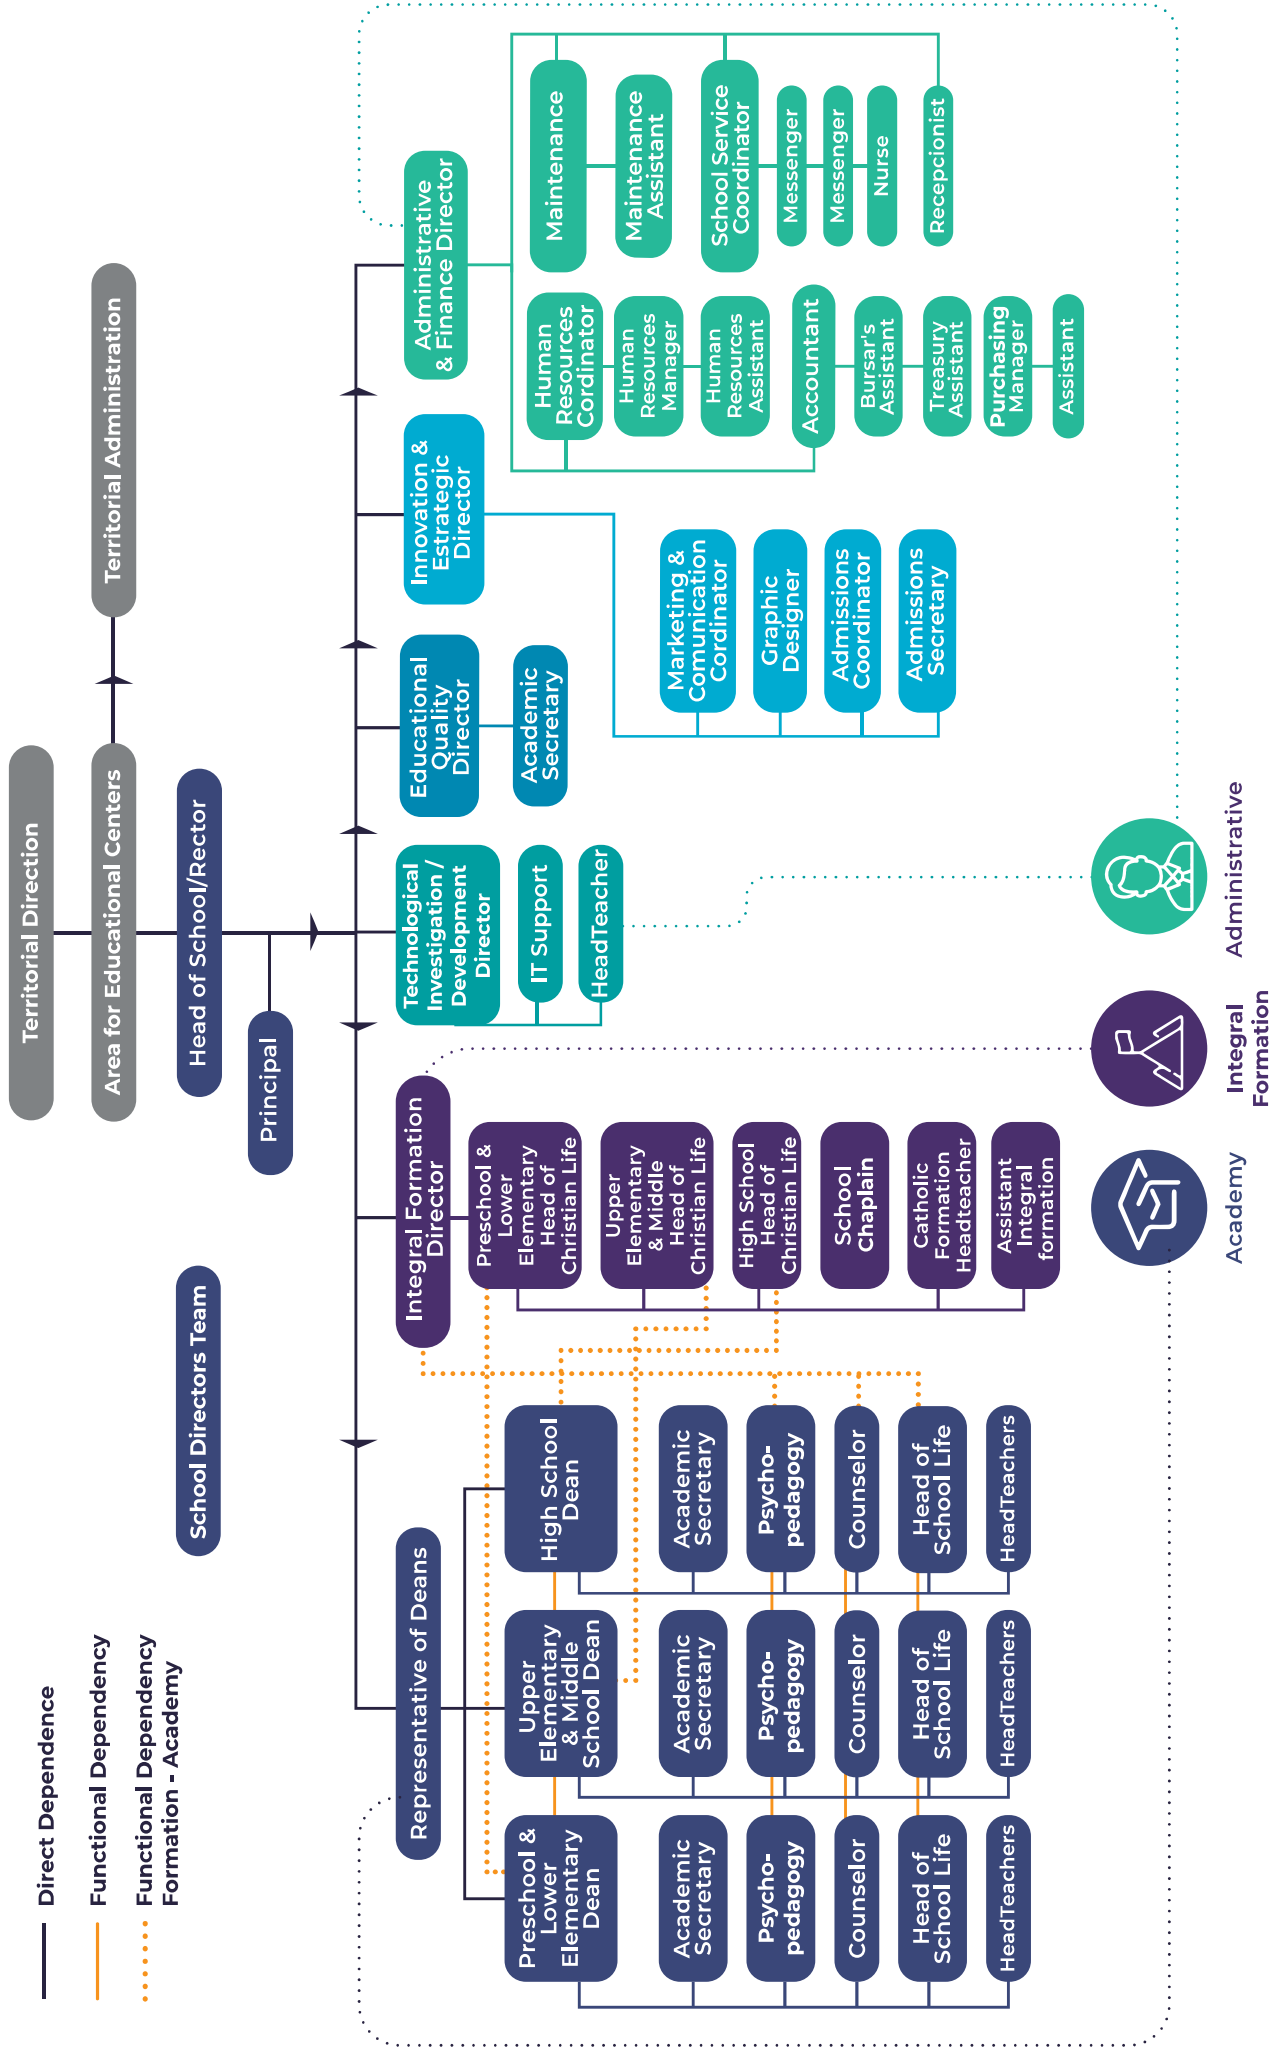 Territorial Direction
Area for Educational Centers
Territorial Administration
Head of School/Rector
Principal
School Directors Team
Direct Dependence
Functional Dependency
Functional Dependency
Formation - Academy
Representative of Deans
Preschool &
Lower
Elementary
Dean
Academic
Secretary
Psycho-
pedagogy
Counselor
Head of
School Life
HeadTeachers
Upper
Elementary
& Middle
School Dean
Academic
Secretary
Psycho-
pedagogy
Counselor
Head of
School Life
HeadTeachers
High School
Dean
Academic
Secretary
Psycho-
pedagogy
Counselor
Head of
School Life
HeadTeachers
Integral Formation
Director
Preschool &
Lower
Elementary
Head of
Christian Life
Upper
Elementary
& Middle
Head of
Christian Life
High School
Head of
Christian Life
School
Chaplain
Catholic
Formation
Headteacher
Assistant
Integral
formation
Technological
Investigation /
Development
Director
IT Support
HeadTeacher
Educational
Quality
Director
Academic
Secretary
Innovation &
Estrategic
Director
Marketing &
Comunication
Cordinator
Graphic
Designer
Admissions
Coordinator
Admissions
Secretary
Administrative
& Finance Director
Human
Resources
Cordinator
Human
Resources
Manager
Human
Resources
Assistant
Accountant
Bursar's
Assistant
Treasury
Assistant
Purchasing
Manager
Assistant
Maintenance
Maintenance
Assistant
School Service
Coordinator
Messenger
Messenger
Nurse
Recepcionist
Academy
Integral
Formation
Administrative